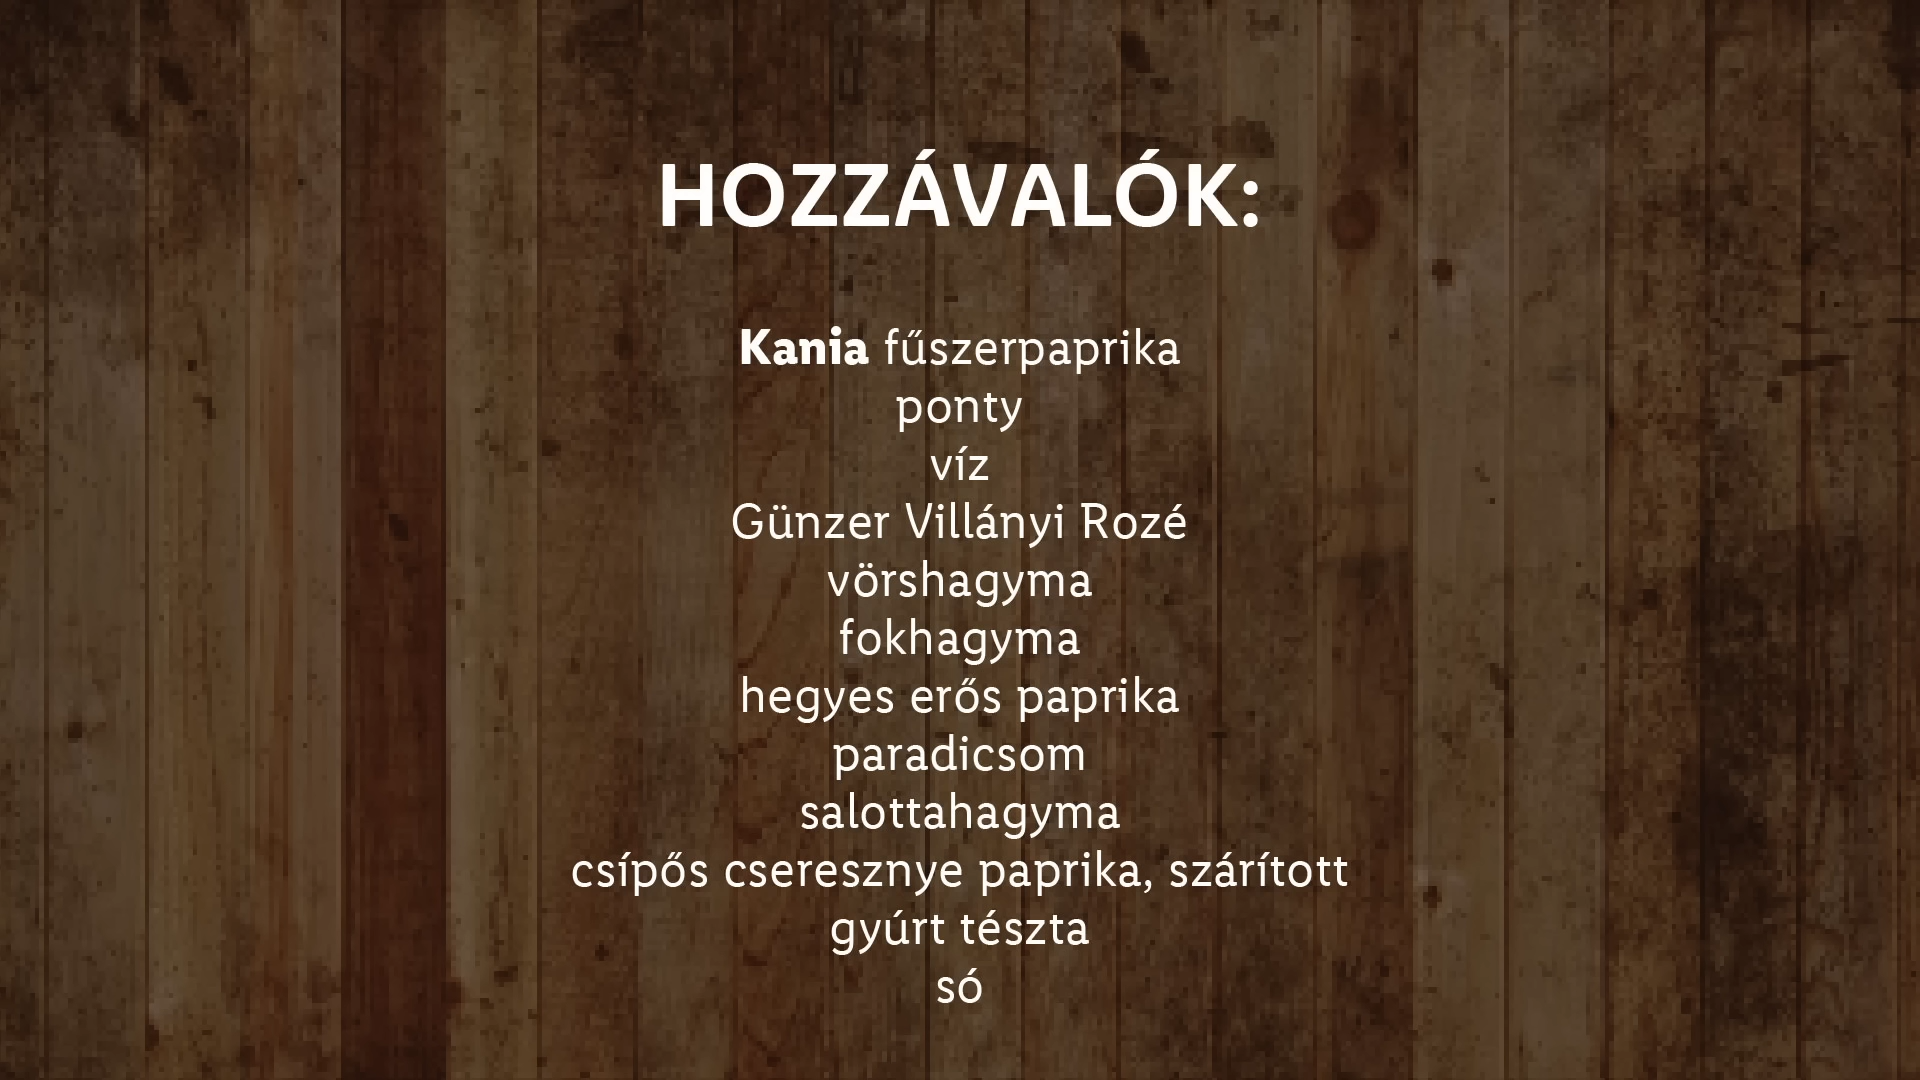 HOZZÁVALÓK:
Kania fűszerpaprika
ponty
víz
Günzer Villányi Rozé
vörshagyma
fokhagyma
hegyes erős paprika
paradicsom
salottahagyma
csípős cseresznye paprika, szárított
gyúrt tészta
só